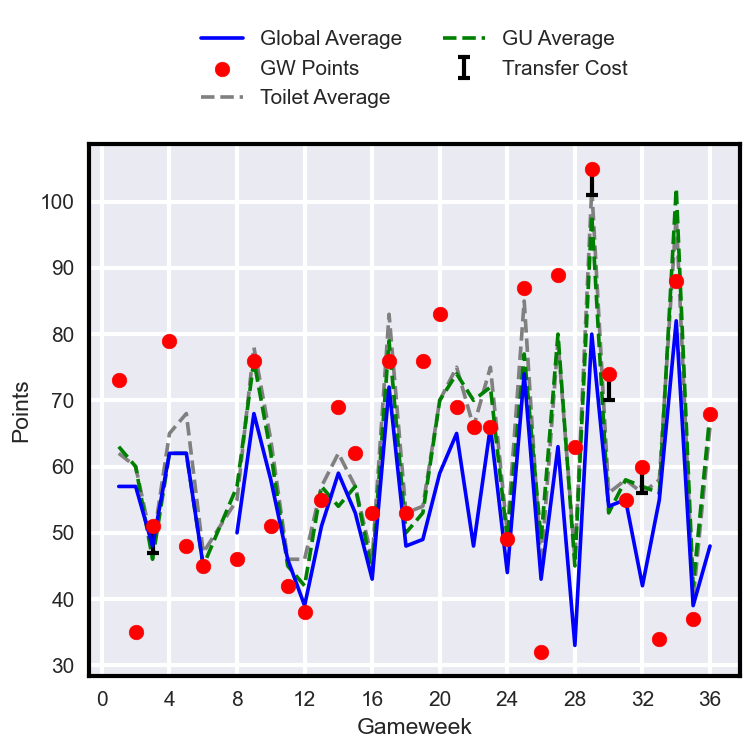 Global Average
GW Points
Toilet Average
GU Average
Transfer Cost
100
90
80
70
60
50
40
30
Points
0 4 8 12 16 20 24 28 32 36
Gameweek